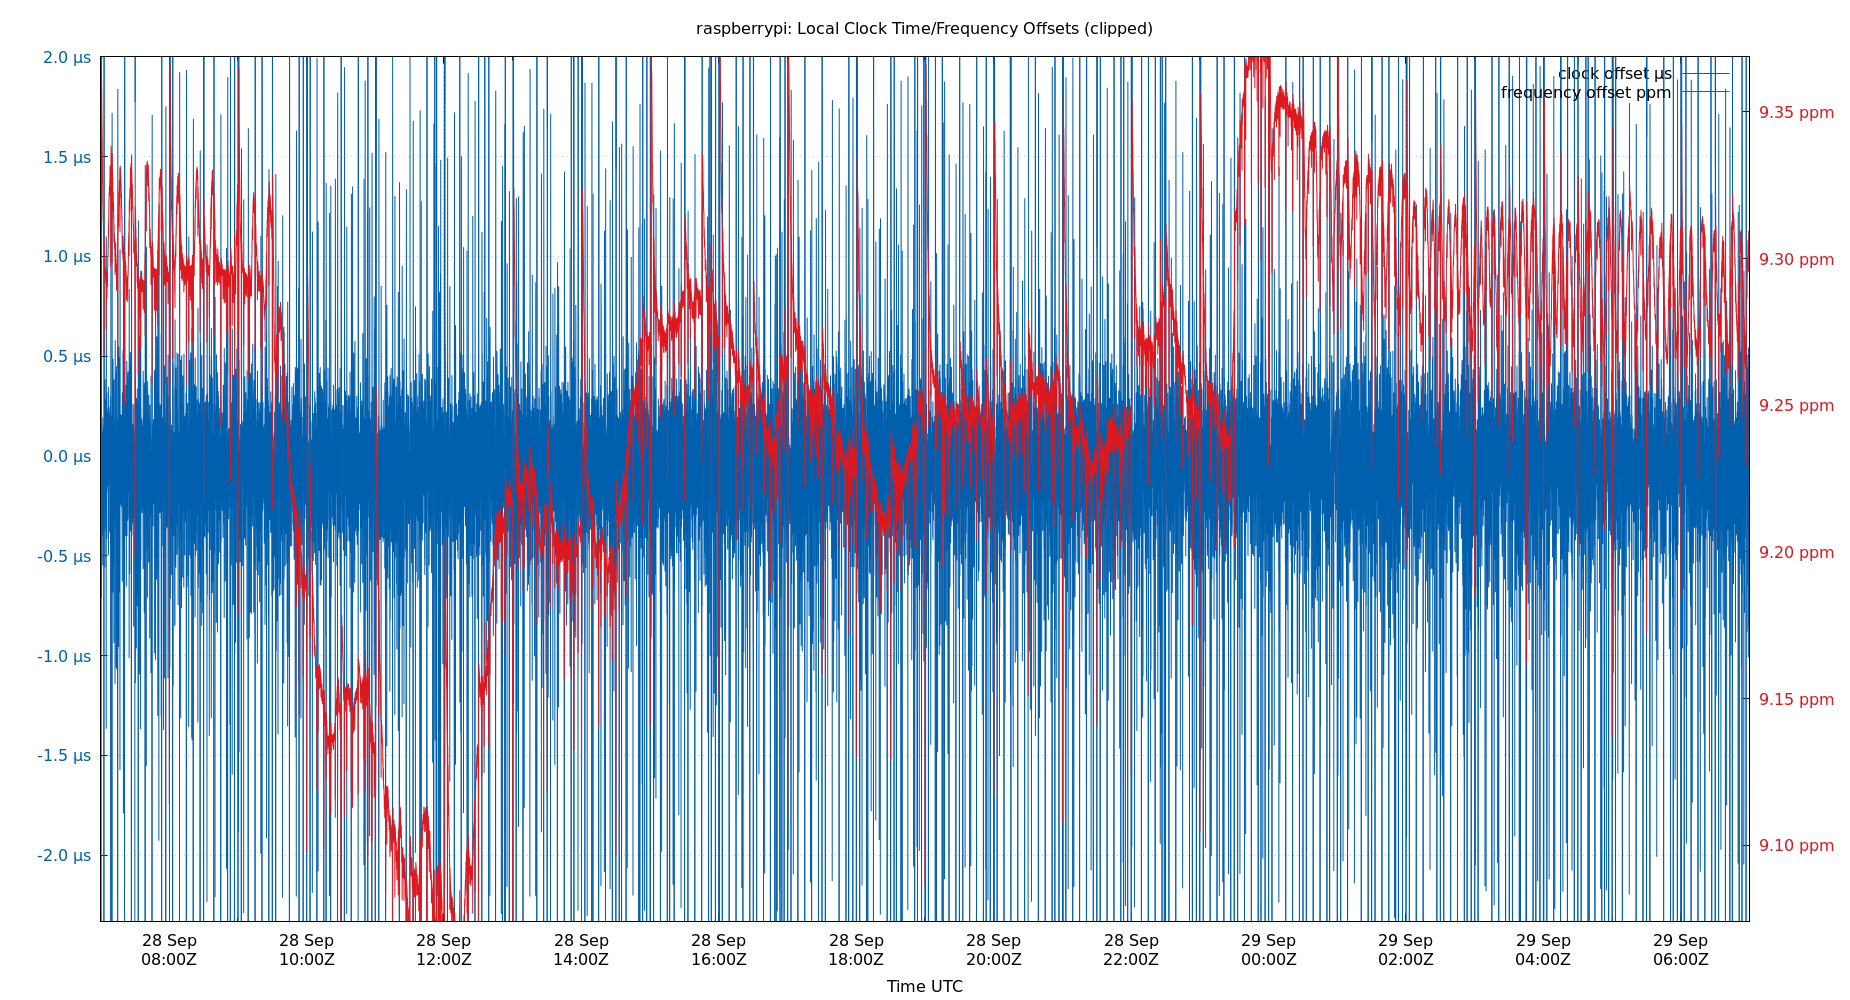 raspberrypi: Local Clock Time/Frequency Offsets (clipped)
clock offset μs
frequency offset ppm
2.0 μs
1.5 μs
1.0 μs
0.5 μs
0.0 μs
-0.5 μs
-1.0 μs
-1.5 μs
-2.0 μs
9.35 ppm
9.30 ppm
9.25 ppm
9.20 ppm
9.15 ppm
9.10 ppm
28 Sep 28 Sep 28 Sep 28 Sep 28 Sep 28 Sep 28 Sep 28 Sep 29 Sep 29 Sep 29 Sep 29 Sep
08:00Z 10:00Z 12:00Z 14:00Z 16:00Z 18:00Z 20:00Z 22:00Z 00:00Z 02:00Z 04:00Z 06:00Z
Time UTC